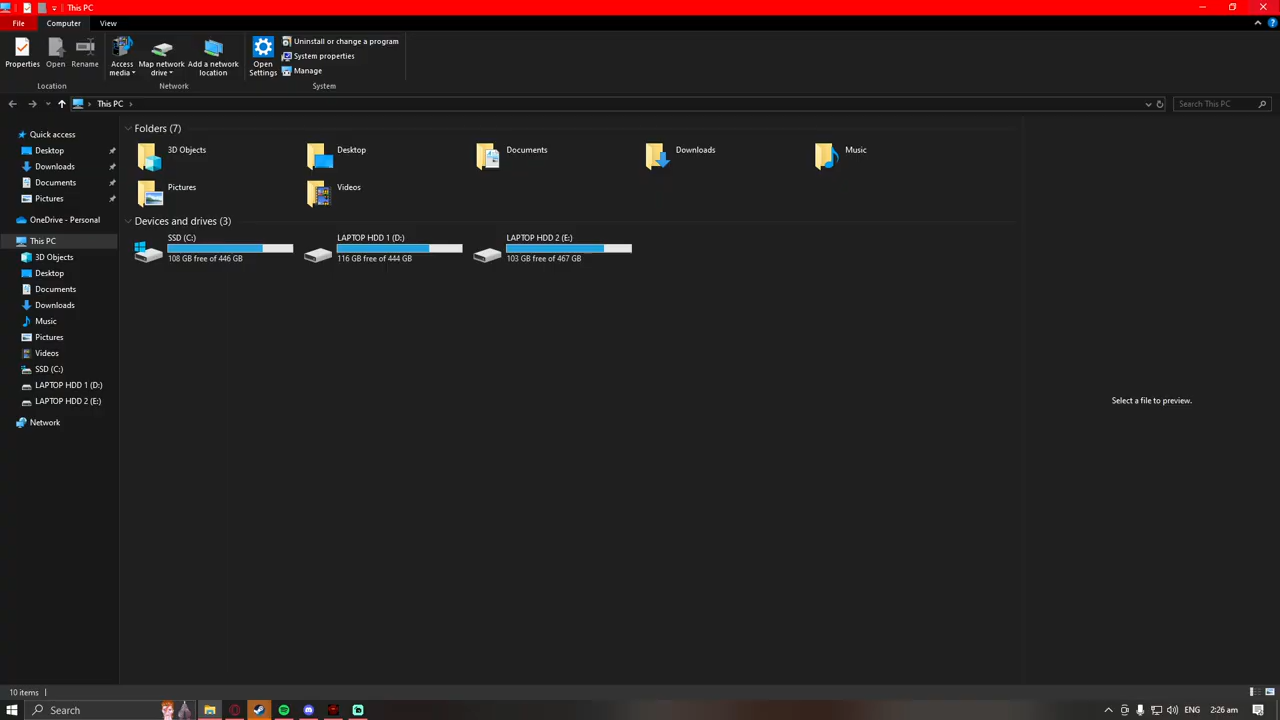 This PC
File
Computer
View
Properties
Open
Rename
Access media
Map network drive
Add a network location
Open Settings
Uninstall or change a program
System properties
Manage
Location
Network
System
This PC
Search This PC
Quick access
Desktop
Downloads
Documents
Pictures
OneDrive - Personal
This PC
3D Objects
Desktop
Documents
Downloads
Music
Pictures
Videos
SSD (C:)
LAPTOP HDD 1 (D:)
LAPTOP HDD 2 (E:)
Network
Folders (7)
3D Objects
Desktop
Documents
Downloads
Music
Pictures
Videos
Devices and drives (3)
SSD (C:)
108 GB free of 446 GB
LAPTOP HDD 1 (D:)
116 GB free of 444 GB
LAPTOP HDD 2 (E:)
103 GB free of 467 GB
Select a file to preview.
10 items
Search
ENG
2:26 am